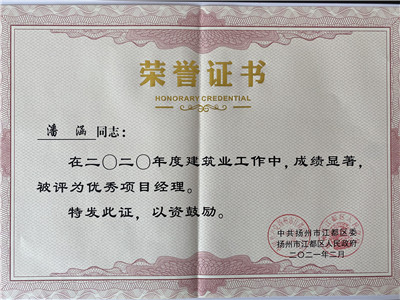 荣誉证书
HONORARY CREDENTIAL
潘 涵 同志：
在二〇二〇年度建筑业工作中，成绩显著，
被评为优秀项目经理。
特发此证，以资鼓励。
中共扬州市江都区委
扬州市江都区人民政府
二〇二一年二月